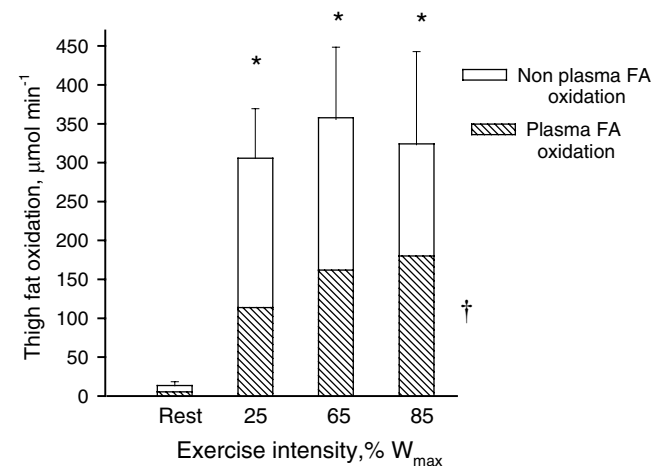 Thigh fat oxidation, µmol min⁻¹
450
400
350
300
250
200
150
100
50
0
* * *
Non plasma FA
oxidation
Plasma FA
oxidation
†
Rest 25 65 85
Exercise intensity,% Wmax